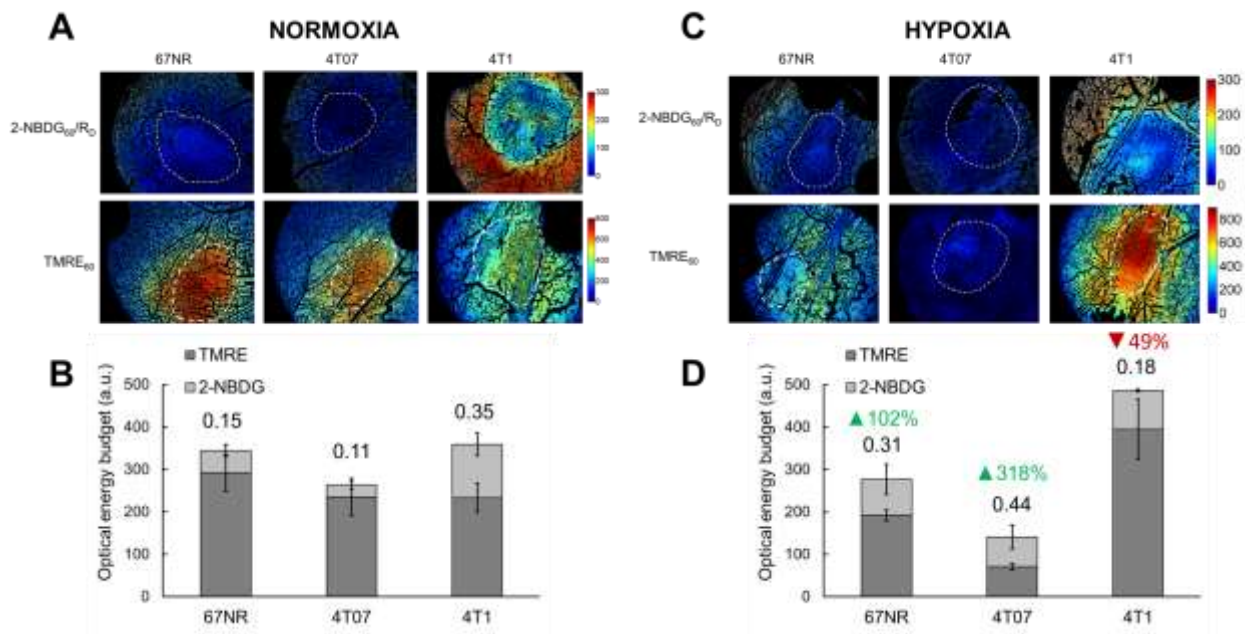 A
NORMOXIA
67NR
4T07
4T1
2-NBDG60/RD
300
200
100
0
TMRE60
800
600
400
200
0
B
Optical energy budget (a.u.)
TMRE
2-NBDG
500
400
300
200
100
0
0.15
0.11
0.35
67NR
4T07
4T1
C
HYPOXIA
67NR
4T07
4T1
2-NBDG60/RD
300
200
100
0
TMRE60
800
600
400
200
0
D
Optical energy budget (a.u.)
TMRE
2-NBDG
500
400
300
200
100
0
▲102%
0.31
▲318%
0.44
▼49%
0.18
67NR
4T07
4T1